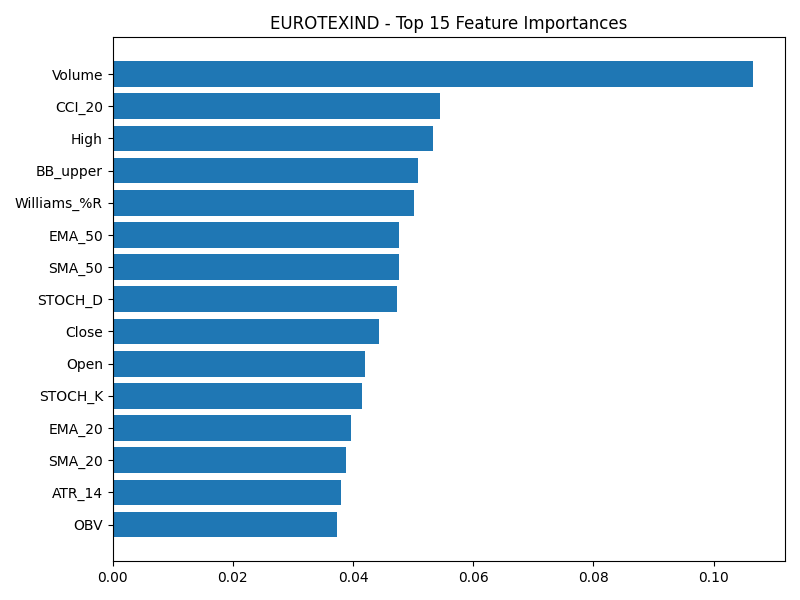 EUROTEXIND - Top 15 Feature Importances
Volume
CCI_20
High
BB_upper
Williams_%R
EMA_50
SMA_50
STOCH_D
Close
Open
STOCH_K
EMA_20
SMA_20
ATR_14
OBV
0.00 0.02 0.04 0.06 0.08 0.10